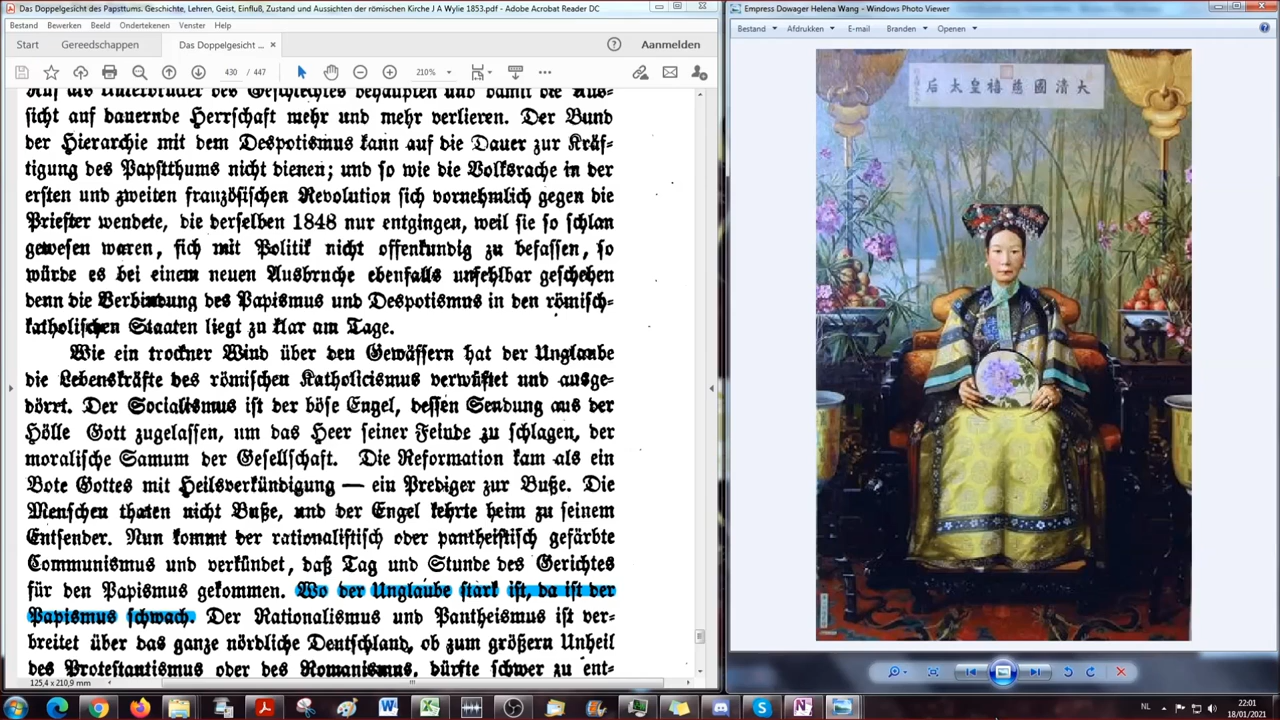 Das Doppelgesicht des Papsttums. Geschichte, Lehren, Geist, Einfluß, Zustand und Aussichten der römischen Kirche J A Wylie 1853.pdf - Adobe Acrobat Reader DC
Bestand Bewerken Beeld Ondertekenen Venster Help
Start Gereedschappen Das Doppelgesicht ... × Aanmelden
430 / 447 210%
sicht auf dauernde Herrschaft mehr und mehr verlieren. Der Bund
der Hierarchie mit dem Despotismus kann auf die Dauer zur Kräf-
tigung des Papstthums nicht dienen; und so wie die Volksrache in der
ersten und zweiten französischen Revolution sich vornehmlich gegen die
Priester wendete, die derselben 1848 nur entgingen, weil sie so schlau
gewesen waren, sich mit Politik nicht offenkundig zu befassen, so
würde es bei einem neuen Ausbruche ebenfalls unfehlbar geschehen
denn die Verbindung des Papismus und Despotismus in den römisch-
katholischen Staaten liegt zu klar am Tage.
Wie ein trockner Wind über den Gewässern hat der Unglaube
die Lebenskräfte des römischen Katholicismus verwüstet und ausge-
dörrt. Der Socialismus ist der böse Engel, dessen Sendung aus der
Hölle Gott zugelassen, um das Heer seiner Feinde zu schlagen, der
moralische Samum der Gesellschaft. Die Reformation kam als ein
Bote Gottes mit Heilsverkündigung — ein Prediger zur Buße. Die
Menschen thaten nicht Buße, und der Engel kehrte heim zu seinem
Entsender. Nun kommt der rationalistisch oder pantheistisch gefärbte
Communismus und verkündet, daß Tag und Stunde des Gerichtes
für den Papismus gekommen. Wo der Unglaube stark ist, da ist der
Papismus schwach. Der Rationalismus und Pantheismus ist ver-
breitet über das ganze nördliche Deutschland, ob zum größern Unheil
des Protestantismus oder des Romanismus, dürfte schwer zu ent-
125,4 x 210,9 mm
Empress Dowager Helena Wang - Windows Photo Viewer
Bestand Afdrukken E-mail Branden Openen
后太皇禧慈國清大
NL 22:01
18/01/2021